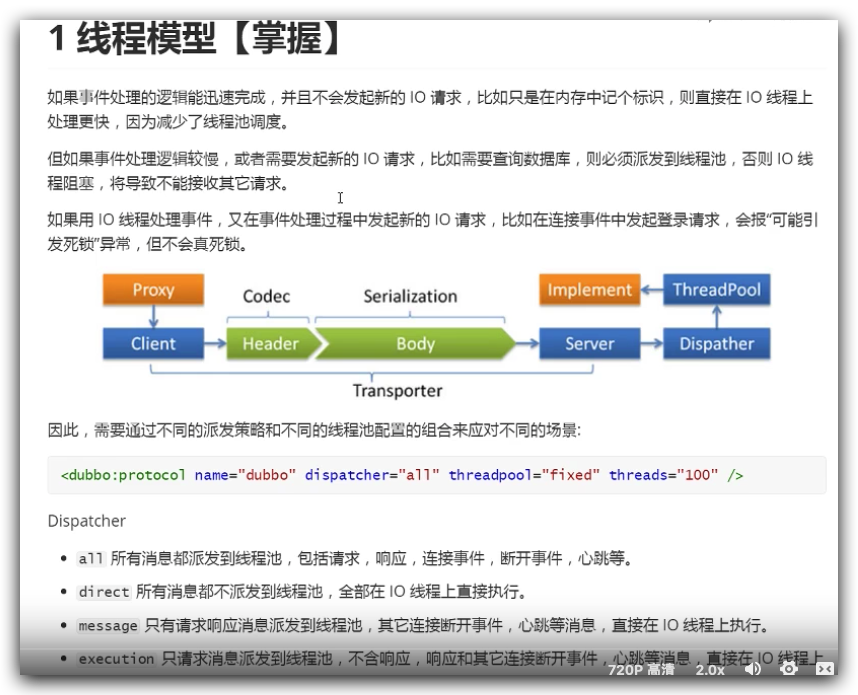 1 线程模型【掌握】
如果事件处理的逻辑能迅速完成，并且不会发起新的 IO 请求，比如只是在内存中记个标识，则直接在 IO 线程上
处理更快，因为减少了线程池调度。
但如果事件处理逻辑较慢，或者需要发起新的 IO 请求，比如需要查询数据库，则必须派发到线程池，否则 IO 线
程阻塞，将导致不能接收其它请求。
如果用 IO 线程处理事件，又在事件处理过程中发起新的 IO 请求，比如在连接事件中发起登录请求，会报“可能引
发死锁”异常，但不会真死锁。
Proxy
Codec
Serialization
Implement
ThreadPool
Client
Header
Body
Server
Dispather
Transporter
因此，需要通过不同的派发策略和不同的线程池配置的组合来应对不同的场景:
<dubbo:protocol name="dubbo" dispatcher="all" threadpool="fixed" threads="100" />
Dispatcher
• all 所有消息都派发到线程池，包括请求，响应，连接事件，断开事件，心跳等。
• direct 所有消息都不派发到线程池，全部在 IO 线程上直接执行。
• message 只有请求响应消息派发到线程池，其它连接断开事件，心跳等消息，直接在 IO 线程上执行。
• execution 只请求消息派发到线程池，不含响应，响应和其它连接断开事件，心跳等消息，直接在 IO 线程上
720P 高清 2.0x